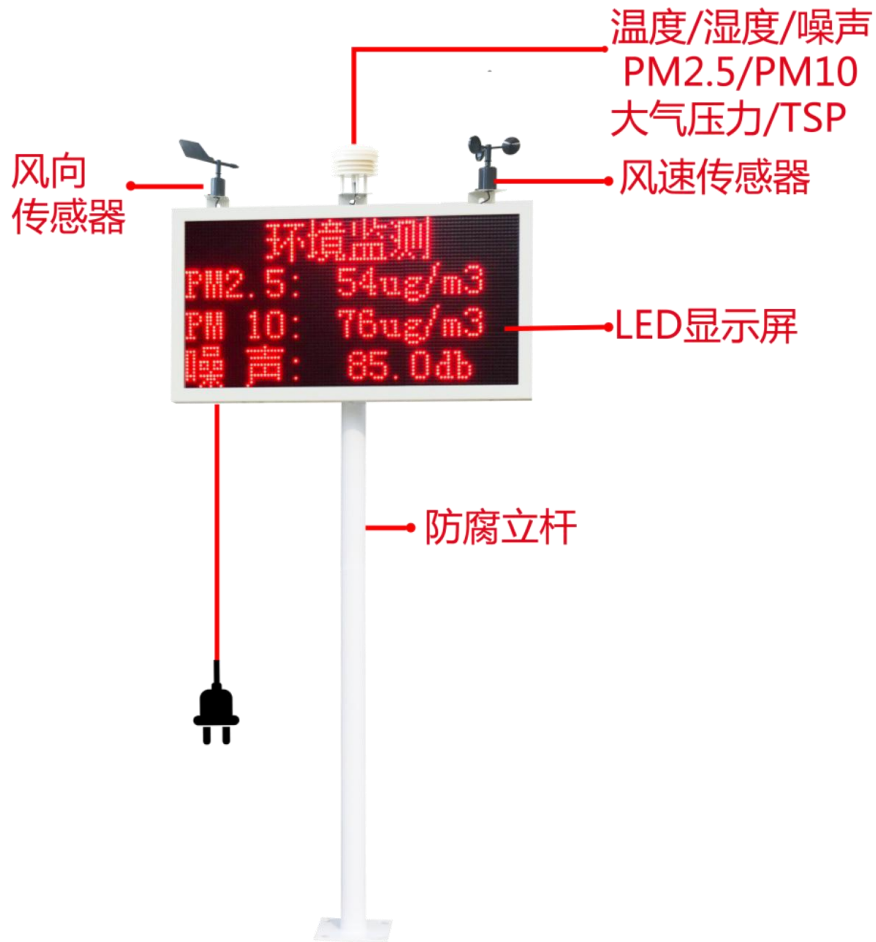 温度/湿度/噪声
PM2.5/PM10
大气压力/TSP
风向
传感器
风速传感器
环境监测
PM2.5: 54ug/m3
PM 10: 76ug/m3
噪 声: 85.0db
LED显示屏
防腐立杆